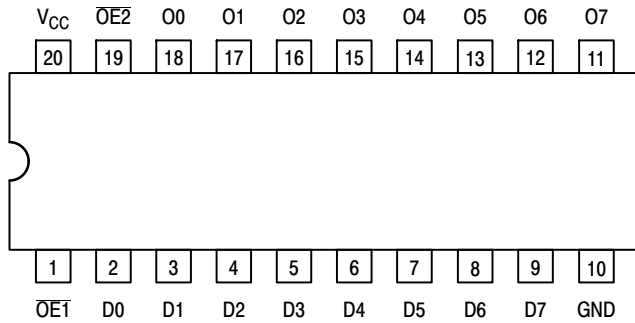 V_CC OE2 O0 O1 O2 O3 O4 O5 O6 O7
20 19 18 17 16 15 14 13 12 11
1 2 3 4 5 6 7 8 9 10
OE1 D0 D1 D2 D3 D4 D5 D6 D7 GND